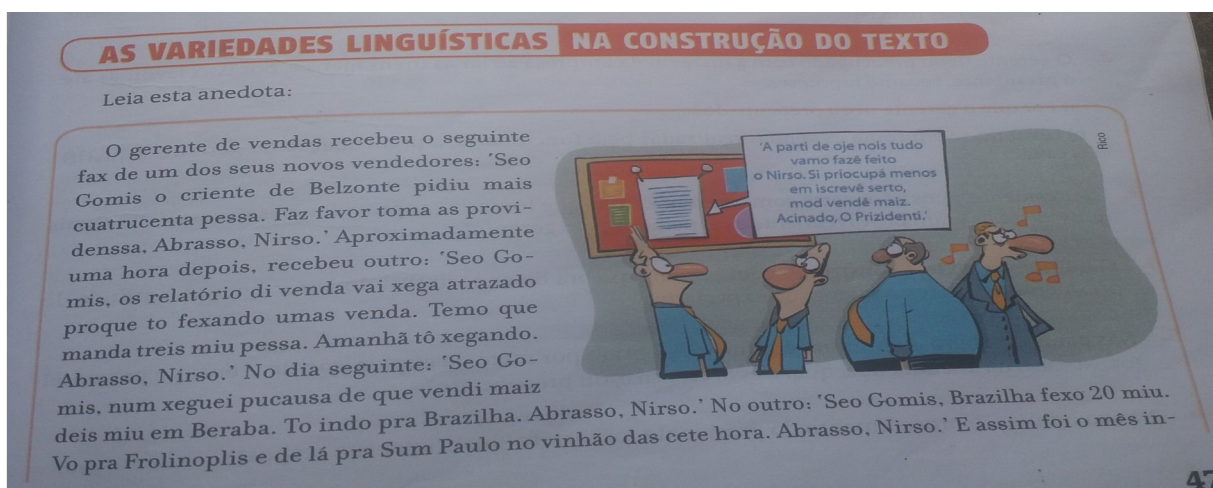 AS VARIEDADES LINGUÍSTICAS NA CONSTRUÇÃO DO TEXTO
Leia esta anedota:
O gerente de vendas recebeu o seguinte
fax de um dos seus novos vendedores: 'Seo
Gomis o criente de Belzonte pidiu mais
cuatrucenta pessa. Faz favor toma as provi-
denssa, Abrasso, Nirso.' Aproximadamente
uma hora depois, recebeu outro: 'Seo Go-
mis, os relatório di venda vai xega atrazado
proque to fexando umas venda. Temo que
manda treis miu pessa. Amanhã tô xegando.
Abrasso, Nirso.' No dia seguinte: 'Seo Go-
mis, num xeguei pucausa de que vendi maiz
deis miu em Beraba. To indo pra Brazilha. Abrasso, Nirso.' No outro: 'Seo Gomis, Brazilha fexo 20 miu.
Vo pra Frolinoplis e de lá pra Sum Paulo no vinhão das cete hora. Abrasso, Nirso.' E assim foi o mês in-
'A parti de oje nois tudo
vamo fazê feito
o Nirso. Si priocupá menos
em iscrevê serto,
mod vendê maiz.
Acinado, O Prizidenti.'
Rico
47